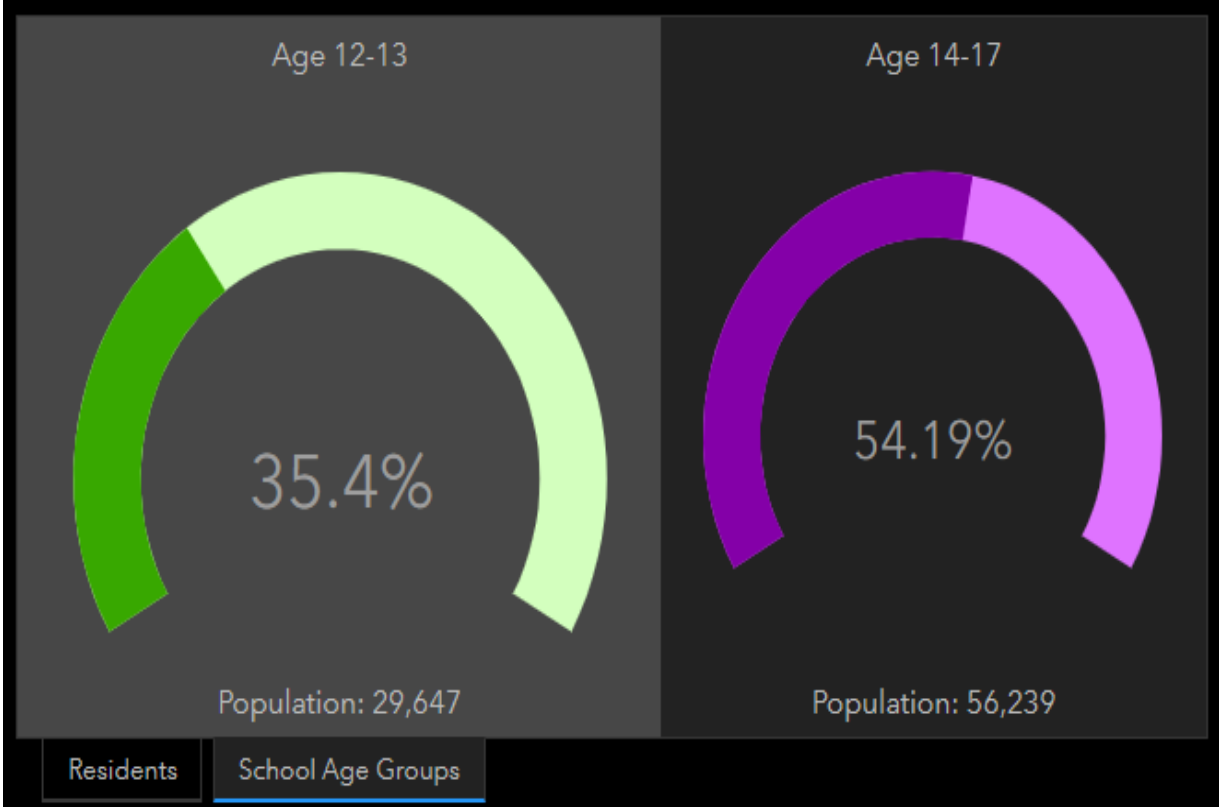 Age 12-13
35.4%
Population: 29,647
Age 14-17
54.19%
Population: 56,239
Residents
School Age Groups